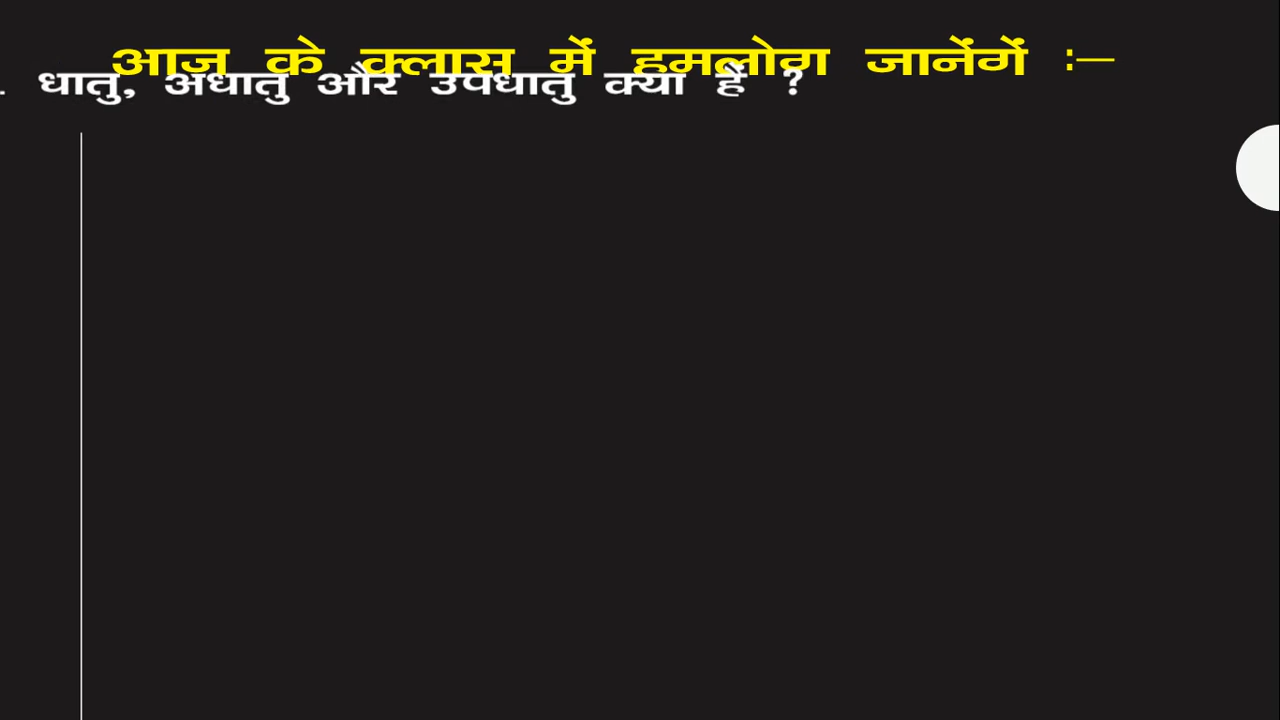 आज के क्लास में हमलोग जानेंगें :—
. धातु, अधातु और उपधातु क्या हैं ?